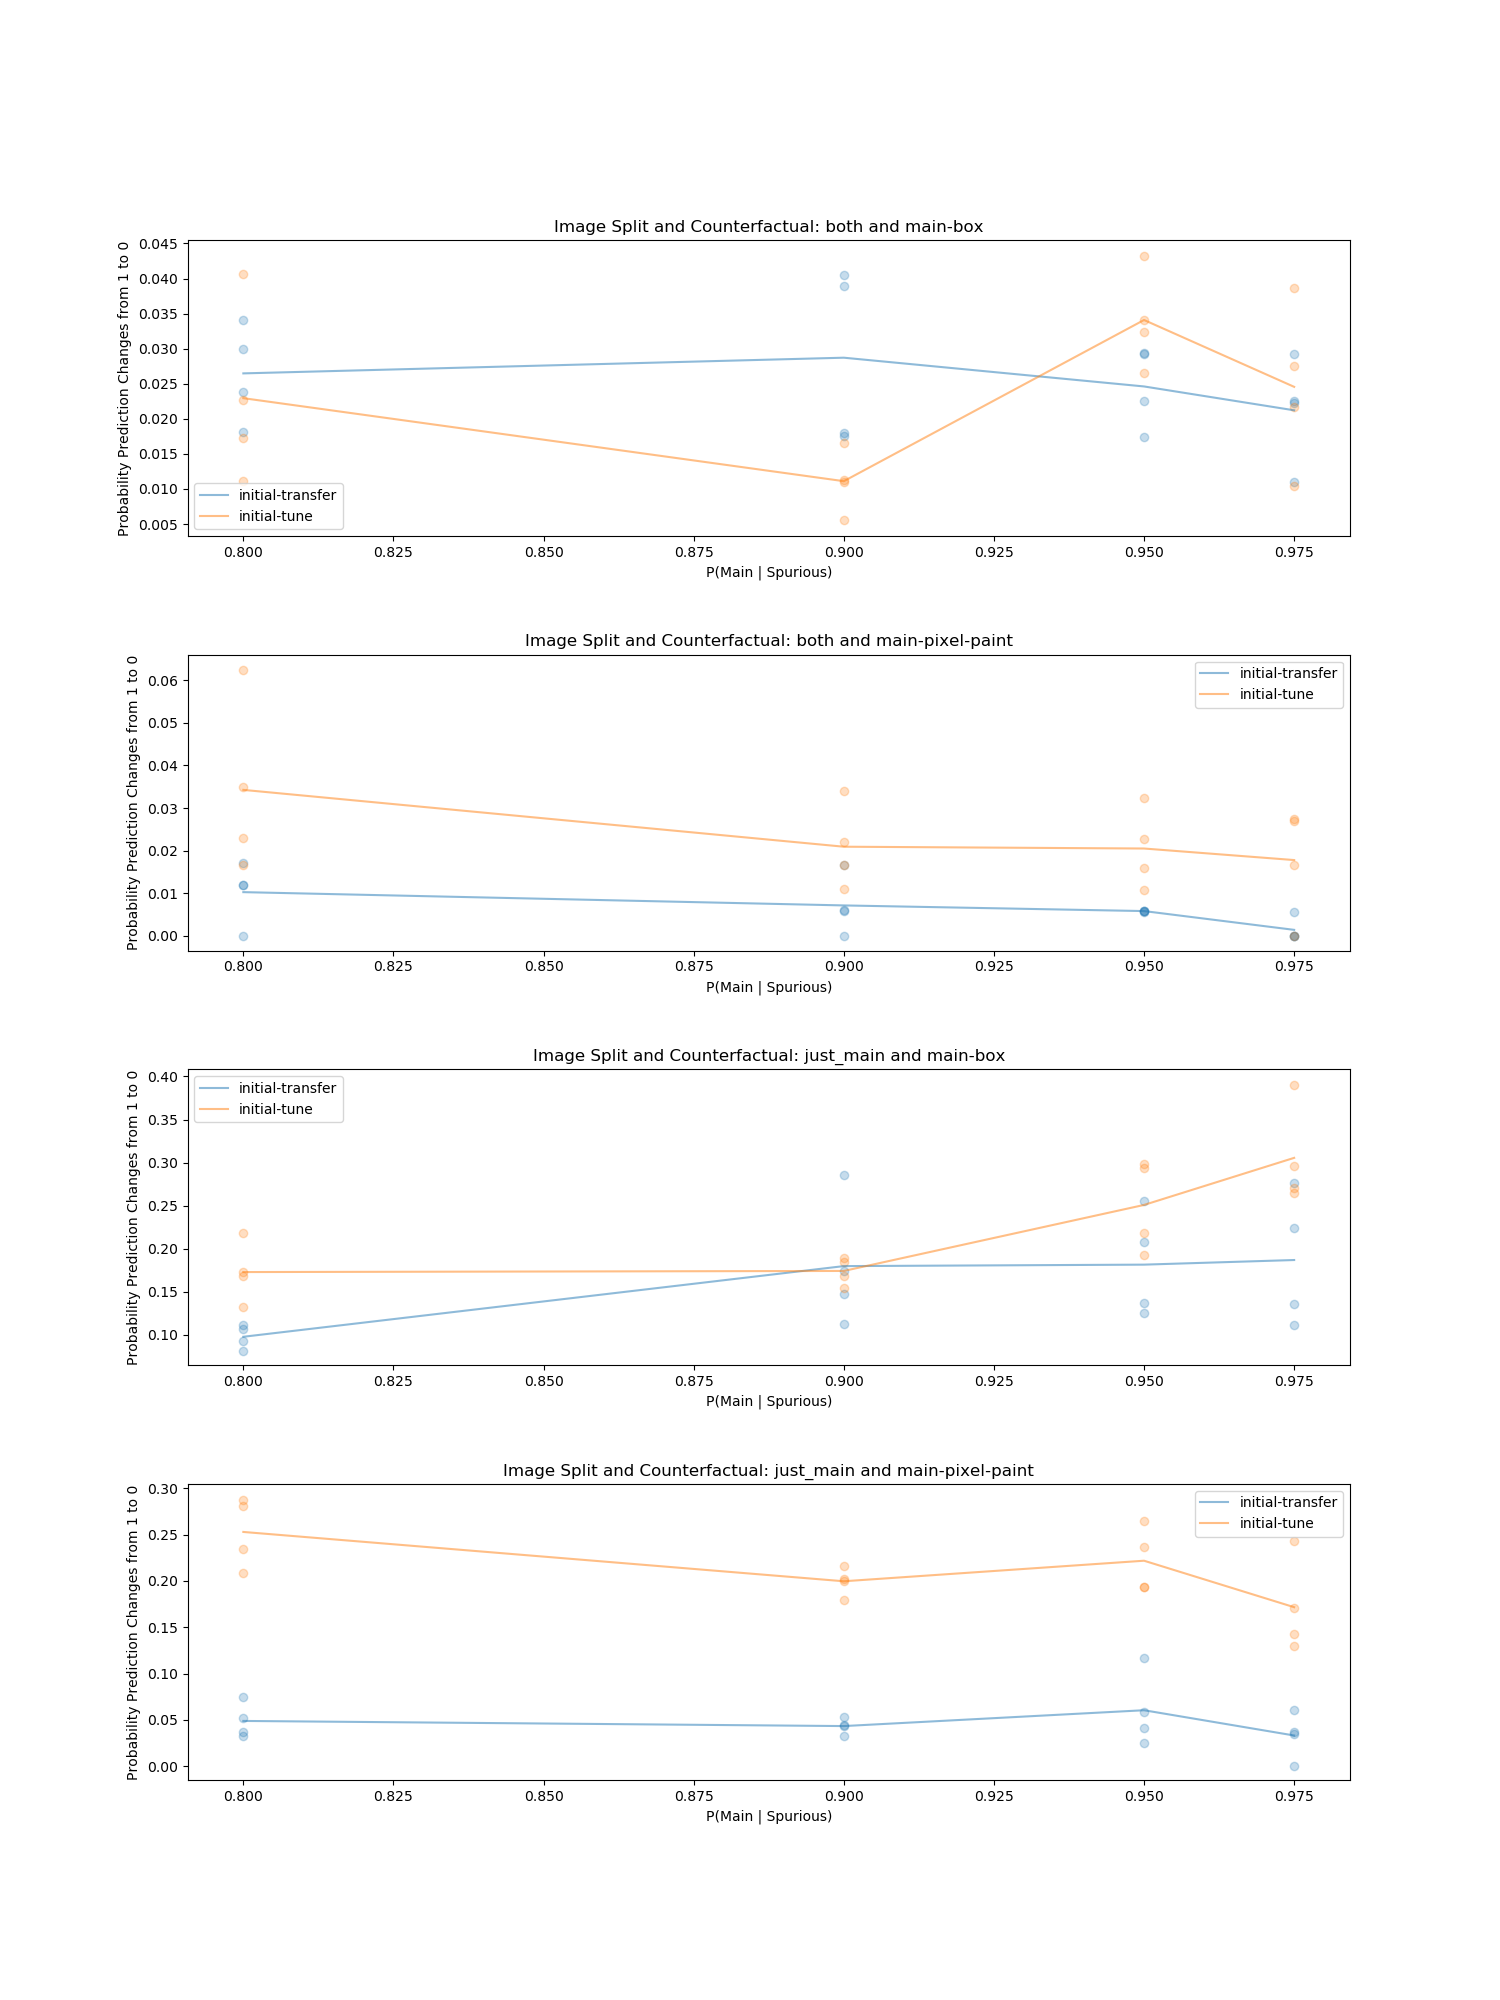 Image Split and Counterfactual: both and main-box
Probability Prediction Changes from 1 to 0
0.045
0.040
0.035
0.030
0.025
0.020
0.015
0.010
0.005
initial-transfer
initial-tune
0.800 0.825 0.850 0.875 0.900 0.925 0.950 0.975
P(Main | Spurious)
Image Split and Counterfactual: both and main-pixel-paint
Probability Prediction Changes from 1 to 0
0.06
0.05
0.04
0.03
0.02
0.01
0.00
initial-transfer
initial-tune
0.800 0.825 0.850 0.875 0.900 0.925 0.950 0.975
P(Main | Spurious)
Image Split and Counterfactual: just_main and main-box
Probability Prediction Changes from 1 to 0
0.40
0.35
0.30
0.25
0.20
0.15
0.10
initial-transfer
initial-tune
0.800 0.825 0.850 0.875 0.900 0.925 0.950 0.975
P(Main | Spurious)
Image Split and Counterfactual: just_main and main-pixel-paint
Probability Prediction Changes from 1 to 0
0.30
0.25
0.20
0.15
0.10
0.05
0.00
initial-transfer
initial-tune
0.800 0.825 0.850 0.875 0.900 0.925 0.950 0.975
P(Main | Spurious)